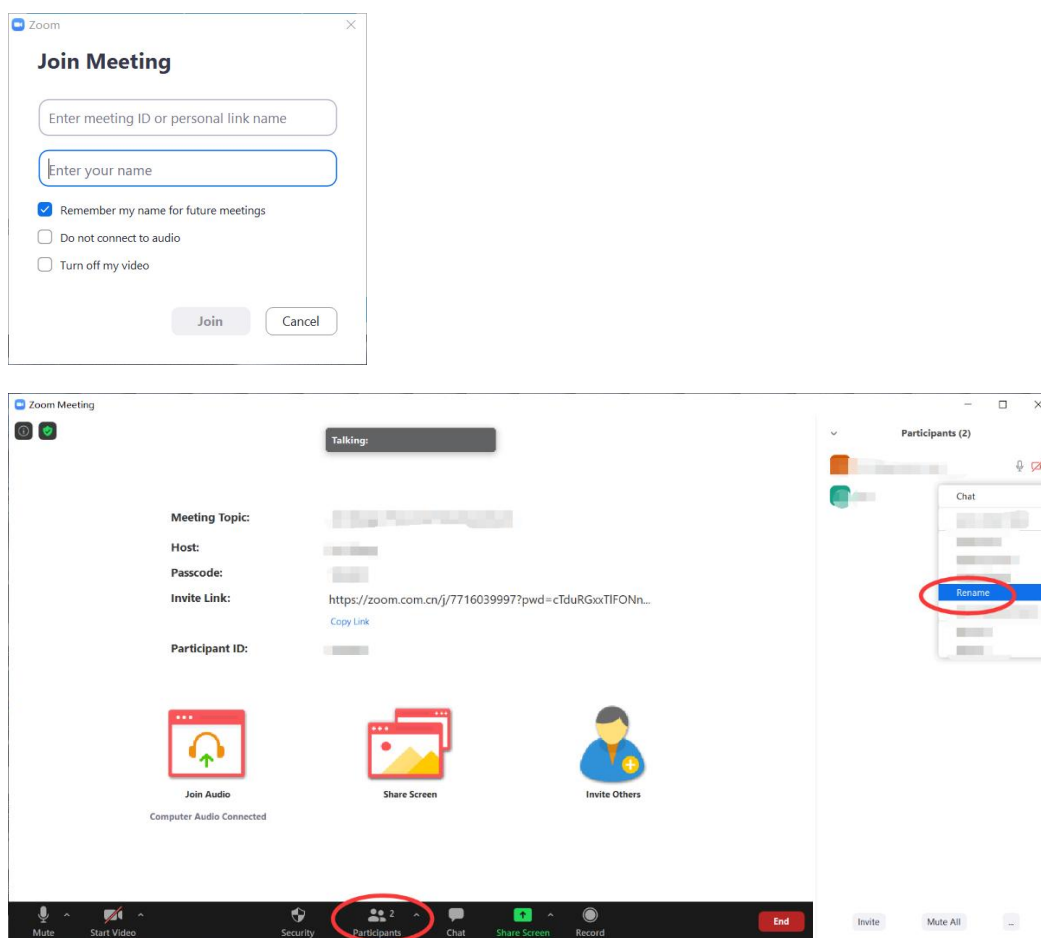 Zoom
Join Meeting
Enter meeting ID or personal link name
Enter your name
Remember my name for future meetings
Do not connect to audio
Turn off my video
Join Cancel
Zoom Meeting
Talking:
Participants (2)
Chat
Meeting Topic:
Host:
Passcode:
Rename
Invite Link: https://zoom.com.cn/j/7716039997?pwd=cTduRGxxTlFONn...
Copy Link
Participant ID:
Join Audio Share Screen Invite Others
Computer Audio Connected
2
Mute Start Video Security Participants Chat Share Screen Record End Invite Mute All ...